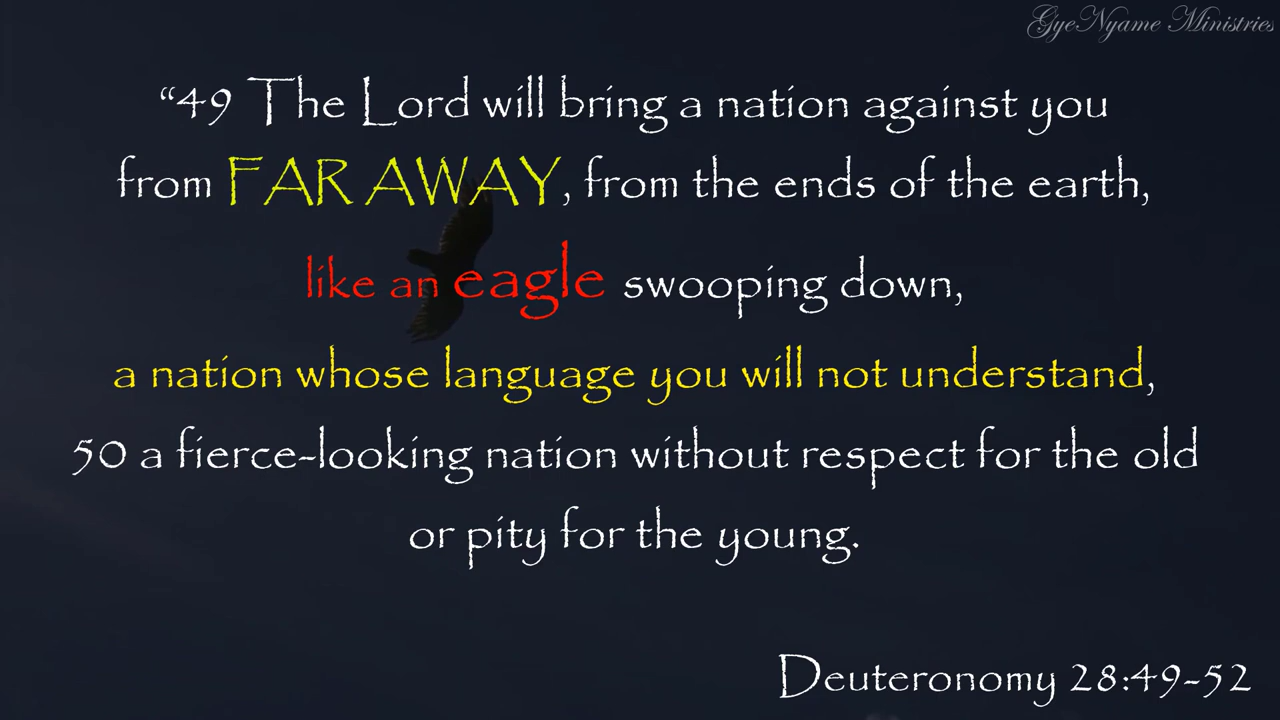 GyeNyame Ministries
“49 The Lord will bring a nation against you
from FAR AWAY, from the ends of the earth,
like an eagle swooping down,
a nation whose language you will not understand,
50 a fierce-looking nation without respect for the old
or pity for the young.
Deuteronomy 28:49-52